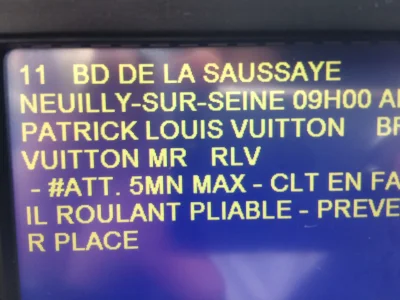 11 BD DE LA SAUSSAYE
NEUILLY-SUR-SEINE 09H00
PATRICK LOUIS VUITTON
VUITTON MR RLV
- #ATT. 5MN MAX - CLT EN FA
IL ROULANT PLIABLE - PREVE
R PLACE